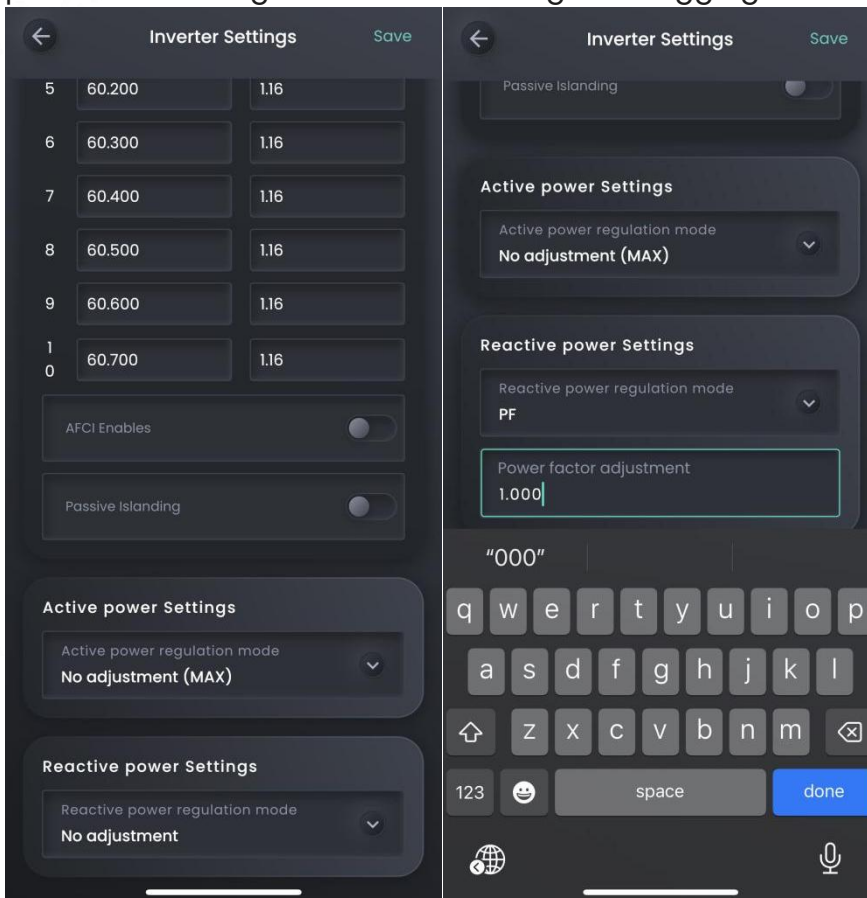 Inverter Settings
Save
5 60.200 1.16
6 60.300 1.16
7 60.400 1.16
8 60.500 1.16
9 60.600 1.16
10 60.700 1.16
AFCI Enables
Passive Islanding
Active power Settings
Active power regulation mode
No adjustment (MAX)
Reactive power Settings
Reactive power regulation mode
No adjustment
Inverter Settings
Save
Passive Islanding
Active power Settings
Active power regulation mode
No adjustment (MAX)
Reactive power Settings
Reactive power regulation mode
PF
Power factor adjustment
1.000
“000”
q w e r t y u i o p
a s d f g h j k l
z x c v b n m
123 space done